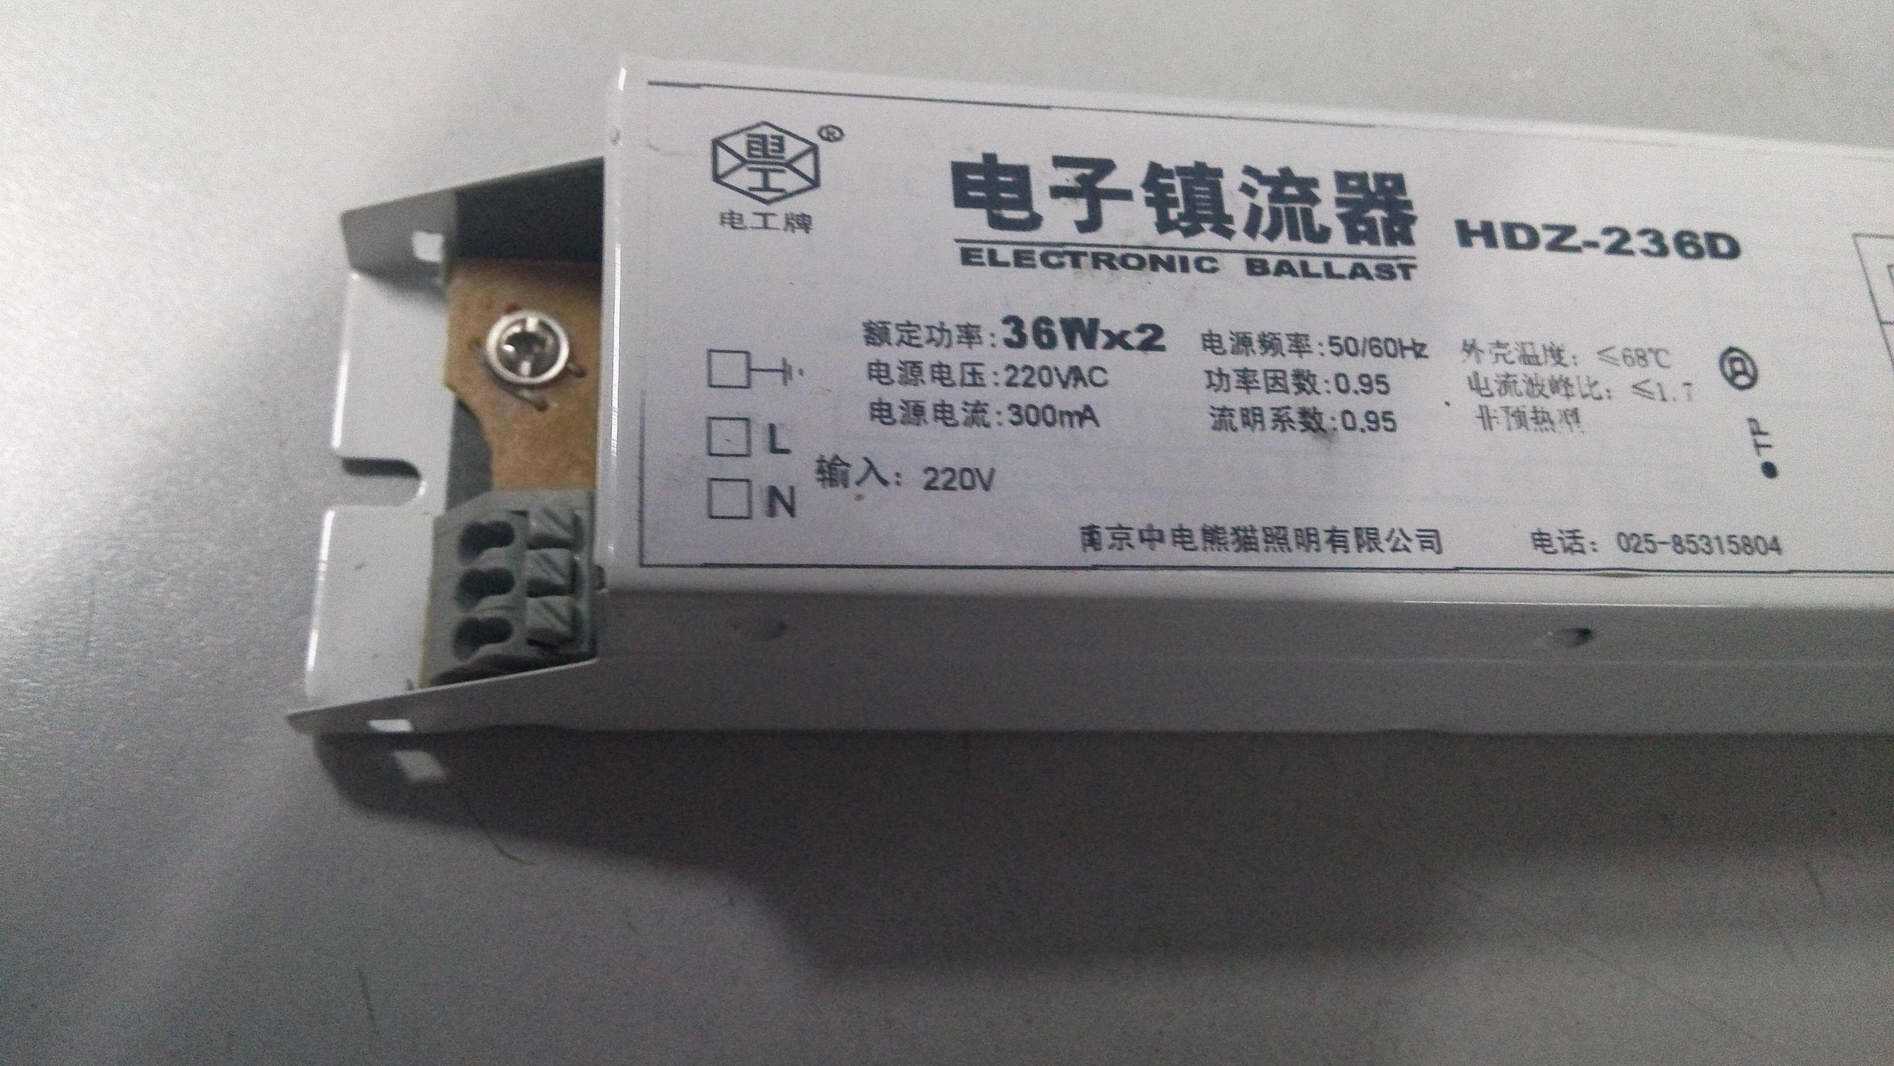 电工
®
电工牌
电子镇流器 HDZ-236D
ELECTRONIC BALLAST
额定功率:36Wx2 电源频率:50/60Hz 外壳温度：≤68℃
电源电压:220VAC 功率因数:0.95 电流波峰比：≤1.7
电源电流:300mA 流明系数:0.95 非预热型
L
N
输入：220V
TP
南京中电熊猫照明有限公司 电话：025-85315804